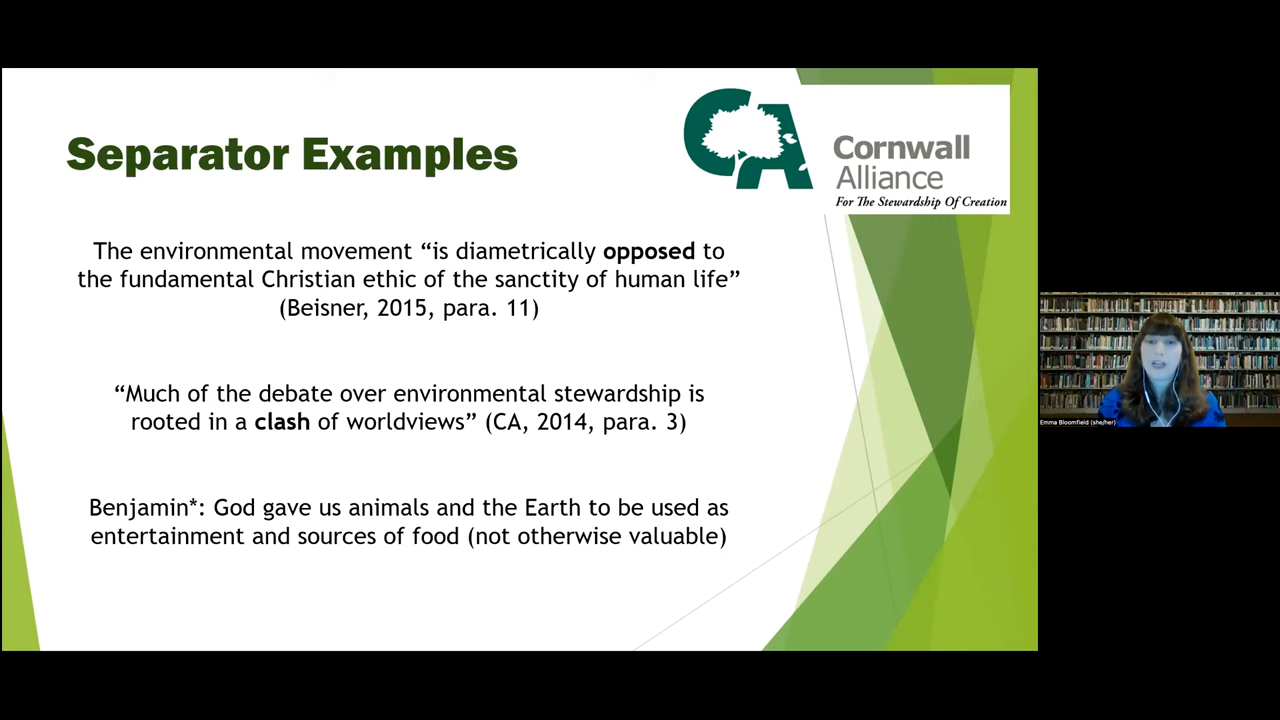 Separator Examples
CA
Cornwall
Alliance
For The Stewardship Of Creation
The environmental movement “is diametrically opposed to
the fundamental Christian ethic of the sanctity of human life”
(Beisner, 2015, para. 11)
“Much of the debate over environmental stewardship is
rooted in a clash of worldviews” (CA, 2014, para. 3)
Benjamin*: God gave us animals and the Earth to be used as
entertainment and sources of food (not otherwise valuable)
Emma Bloomfield (she/her)